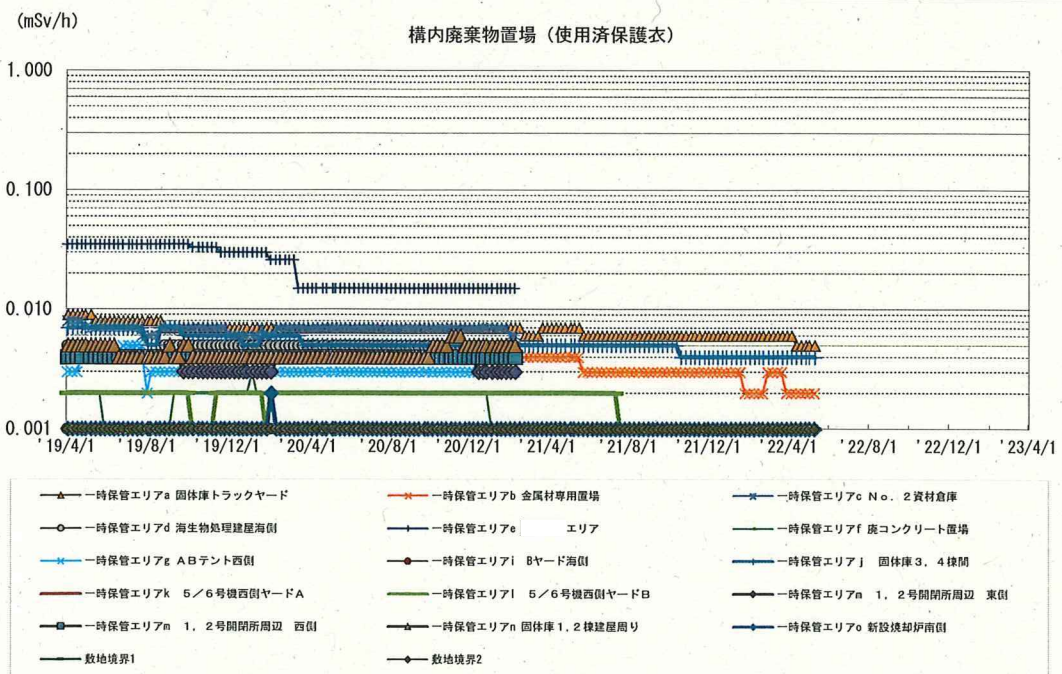 (mSv/h)
構内廃棄物置場（使用済保護衣）
1.000
0.100
0.010
0.001
'19/4/1 '19/8/1 '19/12/1 '20/4/1 '20/8/1 '20/12/1 '21/4/1 '21/8/1 '21/12/1 '22/4/1 '22/8/1 '22/12/1 '23/4/1
一時保管エリアa 固体庫トラックヤード 一時保管エリアb 金属材専用置場 一時保管エリアc No. 2資材倉庫
一時保管エリアd 海生物処理建屋海側 一時保管エリアe エリア 一時保管エリアf 廃コンクリート置場
一時保管エリアg ABテント西側 一時保管エリアi Bヤード海側 一時保管エリアj 固体庫3，4棟間
一時保管エリアk 5／6号機西側ヤードA 一時保管エリアl 5／6号機西側ヤードB 一時保管エリアm 1，2号開閉所周辺 東側
一時保管エリアm 1，2号開閉所周辺 西側 一時保管エリアn 固体庫1,2棟建屋周り 一時保管エリアo 新設焼却炉南側
敷地境界1 敷地境界2